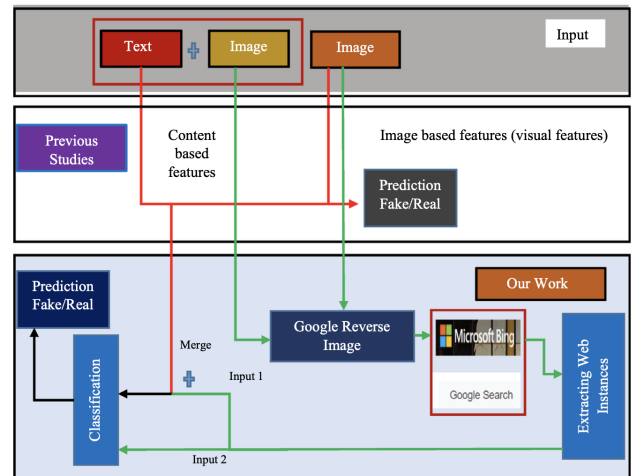 Input
Text
Image
Image
Previous
Studies
Content
based
features
Image based features (visual features)
Prediction
Fake/Real
Prediction
Fake/Real
Our Work
Google Reverse
Image
Microsoft Bing
Google Search
Extracting Web
Instances
Classification
Merge
Input 1
Input 2